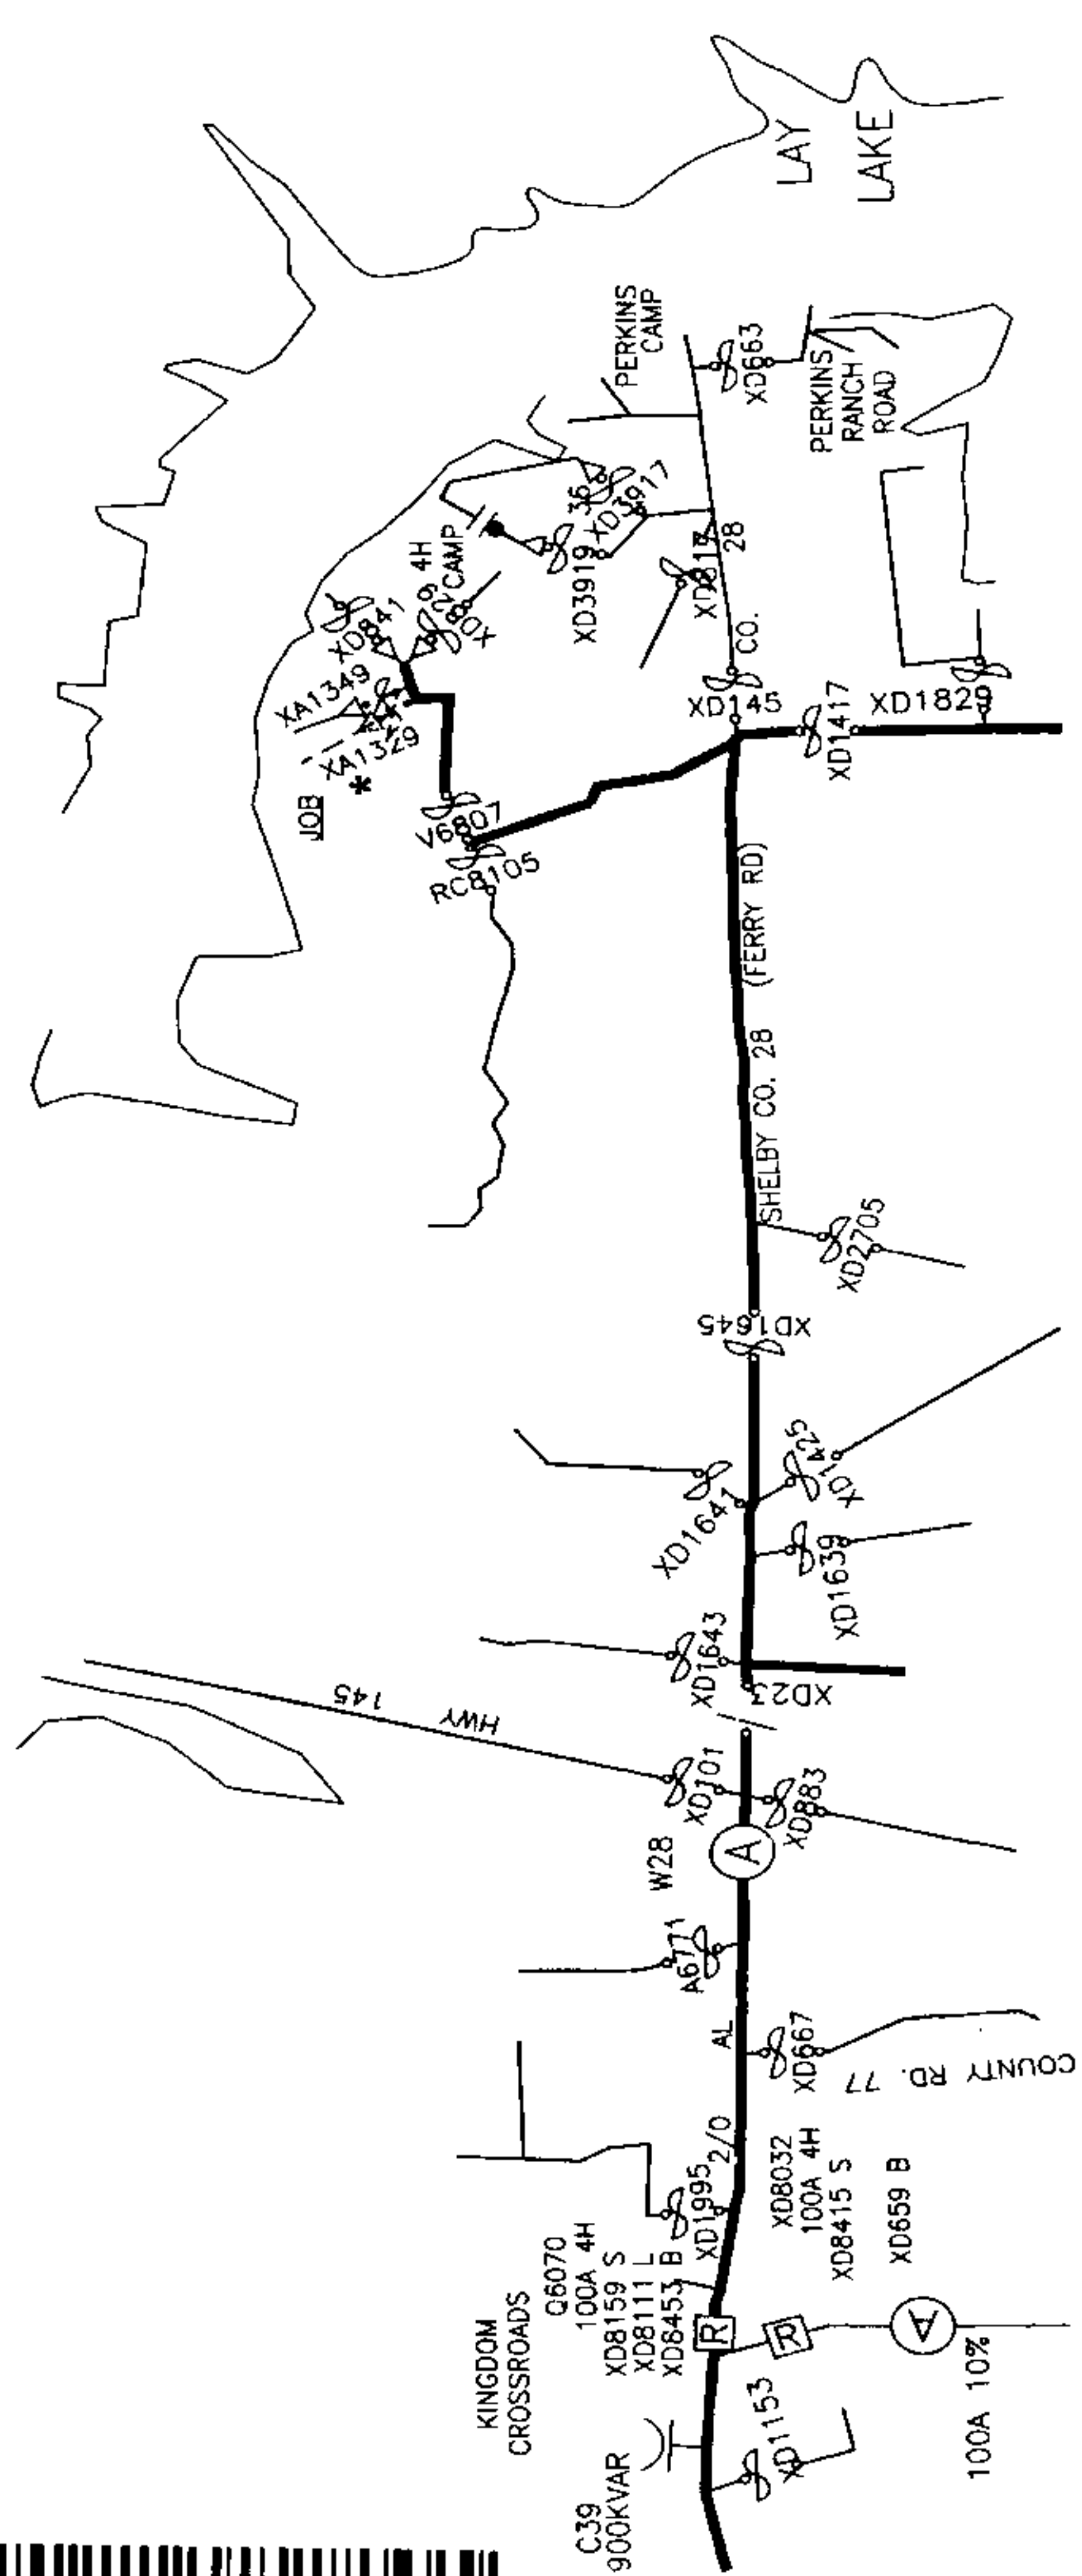 LAY
LAKE
PERKINS
CAMP
XD663
PERKINS
RANCH
ROAD
36
XD3917
XD3919
28
CO.
4H
CAMP
XD841
XA1349
XA1329
*
JOB
XD145
XD1417
XD1829
V6807
RC8105
(FERRY RD)
SHELBY CO. 28
XD2705
XD1645
XD1647
XD1639
XD1643
XD23
HWY 145
XD101
XD883
W28
A
A6771
AL
XD667
COUNTY RD. 77
2/0
XD1995
XD8032
100A 4H
XD8415 S
XD659 B
KINGDOM
CROSSROADS
Q6070
100A 4H
XD8159 S
XD8111 L
XD8453 B
R
R
A
100A 10%
XD1153
C39
900KVAR